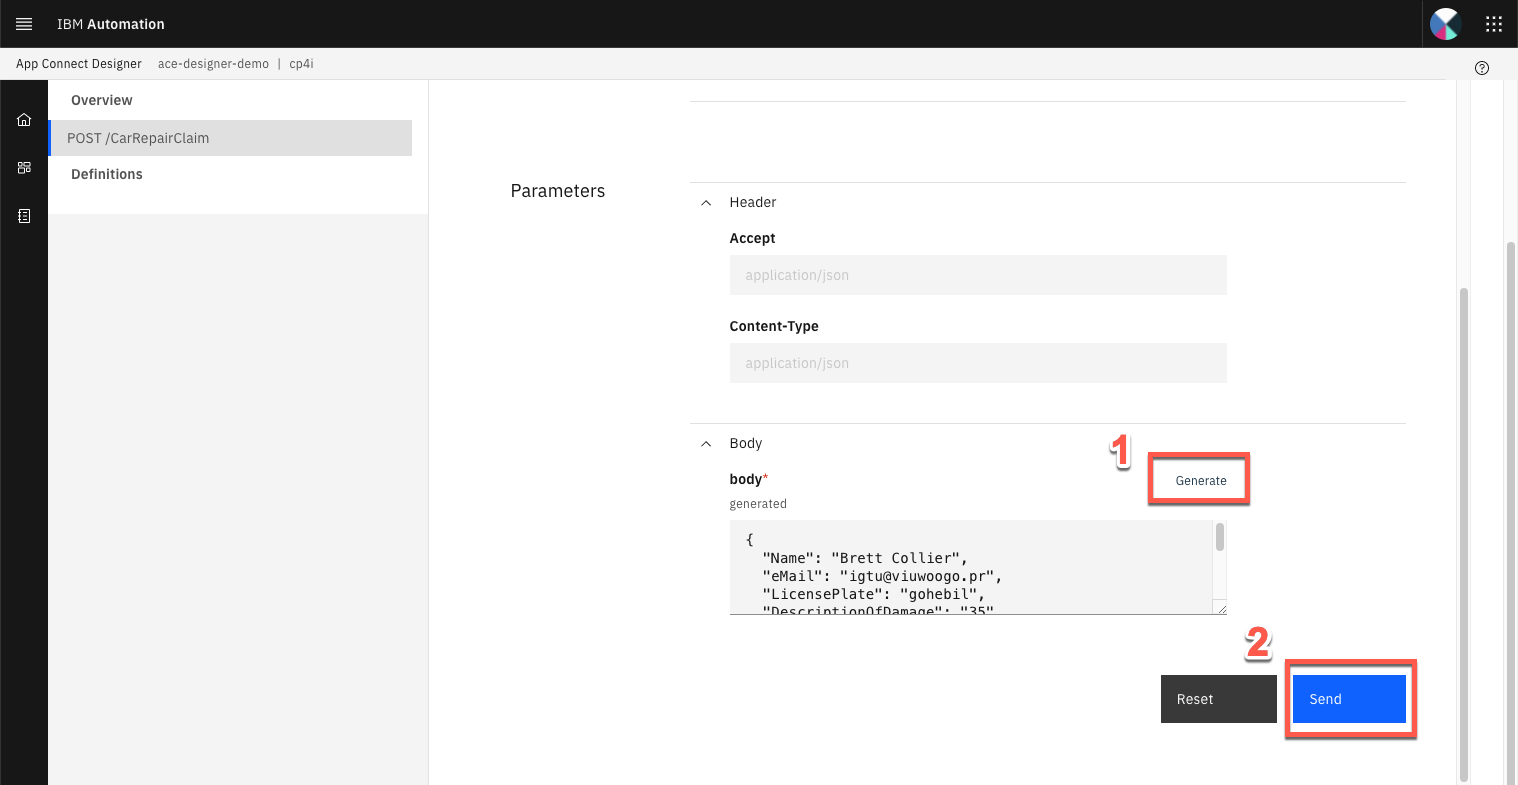 IBM Automation
App Connect Designer ace-designer-demo | cp4i
Overview
POST /CarRepairClaim
Definitions
Parameters
Header
Accept
application/json
Content-Type
application/json
Body
1
body*
Generate
generated
{
"Name": "Brett Collier",
"eMail": "igtu@viuwoogo.pr",
"LicensePlate": "gohebil",
"DescriptionOfDamage": "35"
2
Reset
Send